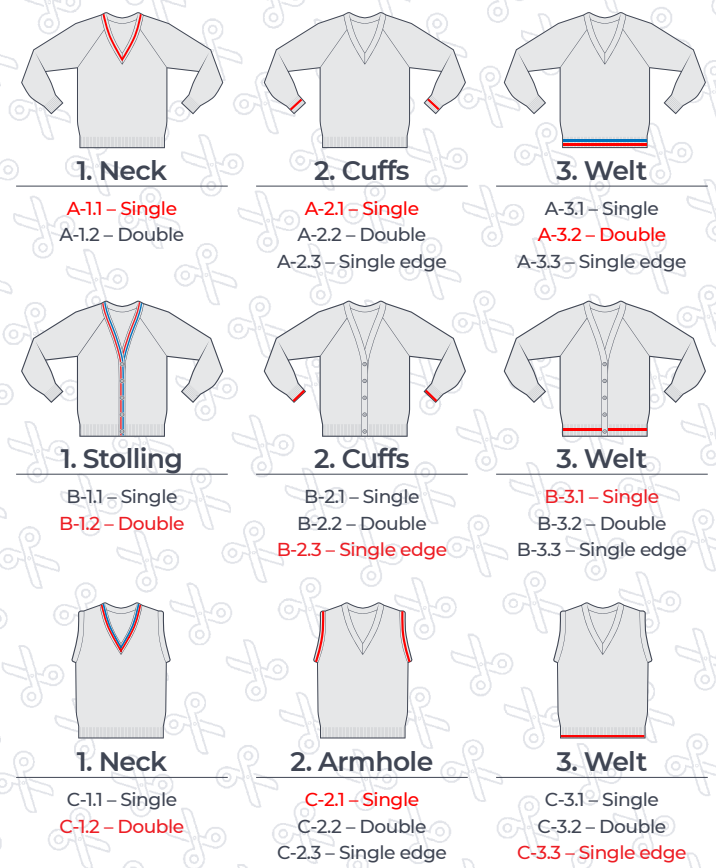 1. Neck
A-1.1 – Single
A-1.2 – Double
2. Cuffs
A-2.1 – Single
A-2.2 – Double
A-2.3 – Single edge
3. Welt
A-3.1 – Single
A-3.2 – Double
A-3.3 – Single edge
1. Stolling
B-1.1 – Single
B-1.2 – Double
2. Cuffs
B-2.1 – Single
B-2.2 – Double
B-2.3 – Single edge
3. Welt
B-3.1 – Single
B-3.2 – Double
B-3.3 – Single edge
1. Neck
C-1.1 – Single
C-1.2 – Double
2. Armhole
C-2.1 – Single
C-2.2 – Double
C-2.3 – Single edge
3. Welt
C-3.1 – Single
C-3.2 – Double
C-3.3 – Single edge